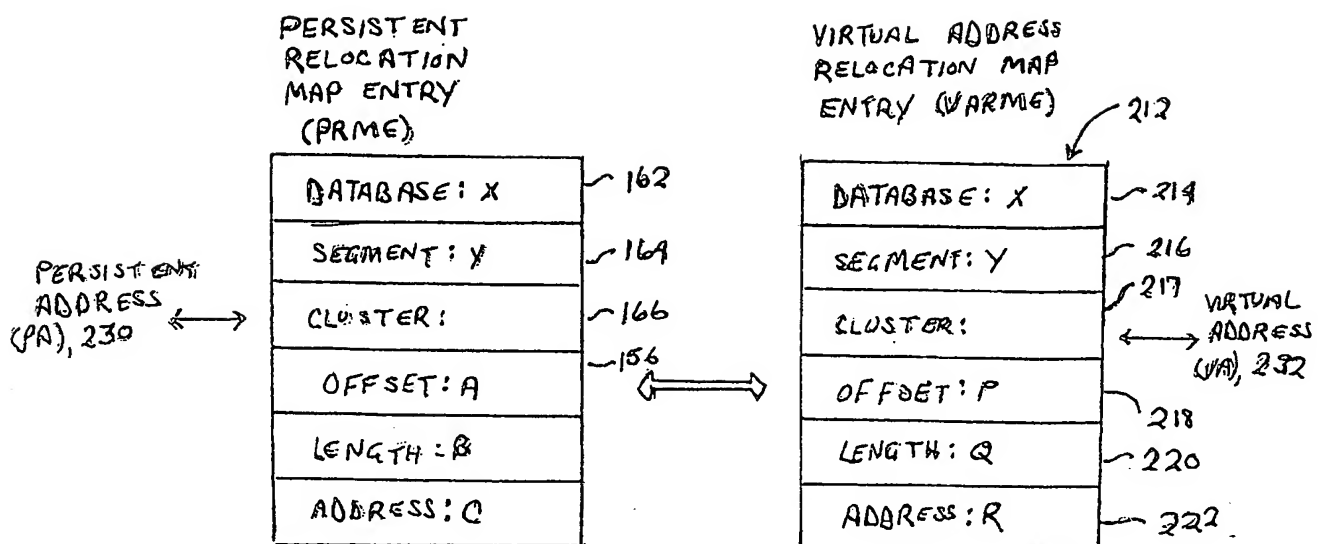 PERSISTENT
RELOCATION
MAP ENTRY
(PRME)
DATABASE: X
162
SEGMENT: Y
164
CLUSTER:
166
156
OFFSET: A
LENGTH: B
ADDRESS: C
PERSISTENT
ADDRESS
(PA), 230
VIRTUAL ADDRESS
RELOCATION MAP
ENTRY (VARME)
212
DATABASE: X
214
SEGMENT: Y
216
217
CLUSTER:
OFFSET: P
218
LENGTH: Q
220
ADDRESS: R
222
VIRTUAL
ADDRESS
(VA), 232